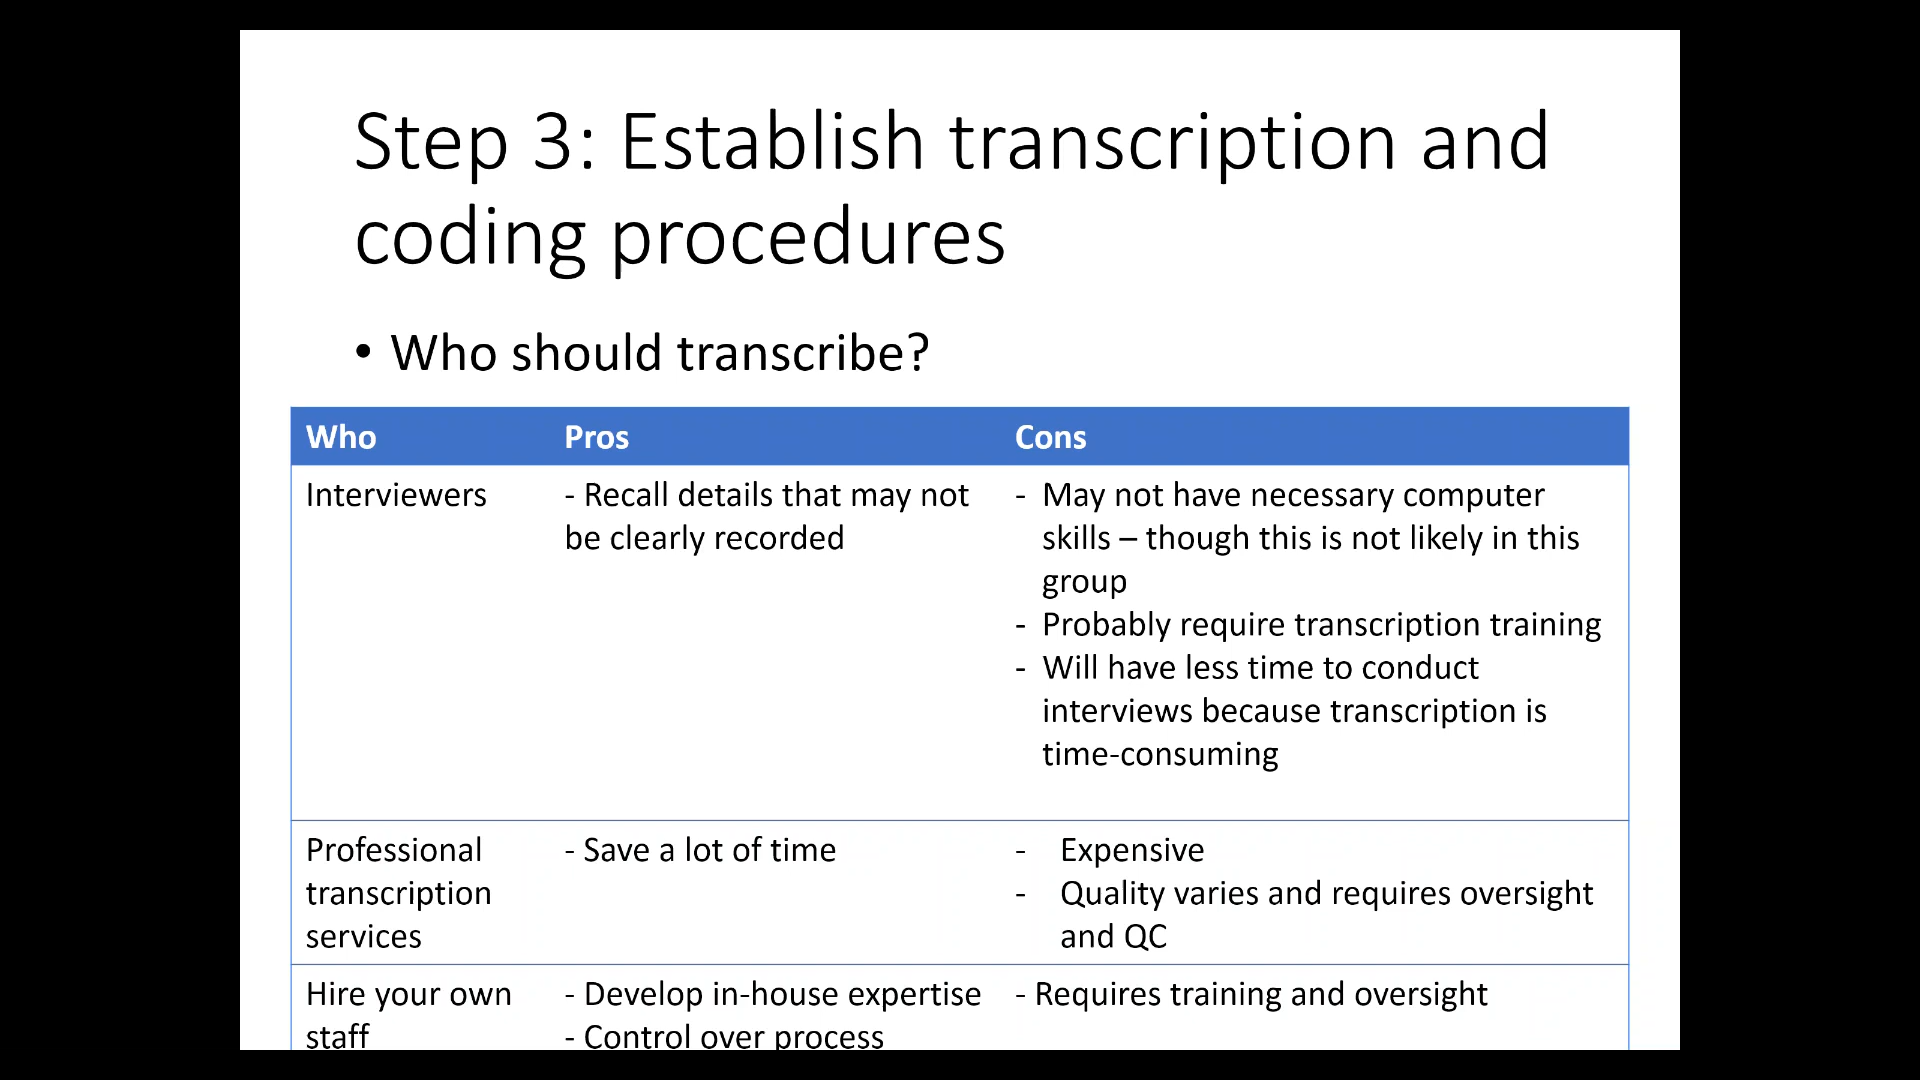 Step 3: Establish transcription and
coding procedures
• Who should transcribe?
Who Pros Cons
Interviewers
- Recall details that may not
be clearly recorded
- May not have necessary computer
skills – though this is not likely in this
group
- Probably require transcription training
- Will have less time to conduct
interviews because transcription is
time-consuming
Professional
transcription
services
- Save a lot of time
- Expensive
- Quality varies and requires oversight
and QC
Hire your own
staff
- Develop in-house expertise
- Control over process
- Requires training and oversight